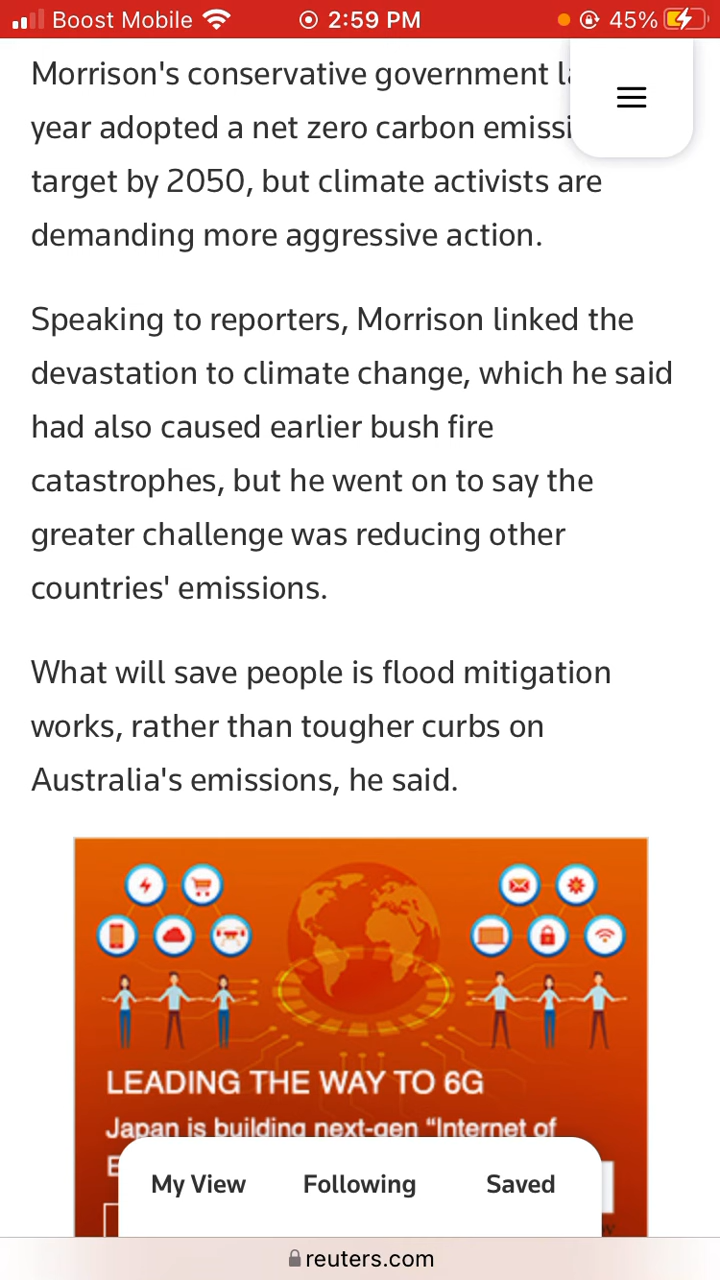 Boost Mobile 2:59 PM 45%
Morrison's conservative government
year adopted a net zero carbon
target by 2050, but climate activists are
demanding more aggressive action.
Speaking to reporters, Morrison linked the
devastation to climate change, which he said
had also caused earlier bush fire
catastrophes, but he went on to say the
greater challenge was reducing other
countries' emissions.
What will save people is flood mitigation
works, rather than tougher curbs on
Australia's emissions, he said.
LEADING THE WAY TO 6G
Japan is building next-gen “Internet of
My View Following Saved
reuters.com